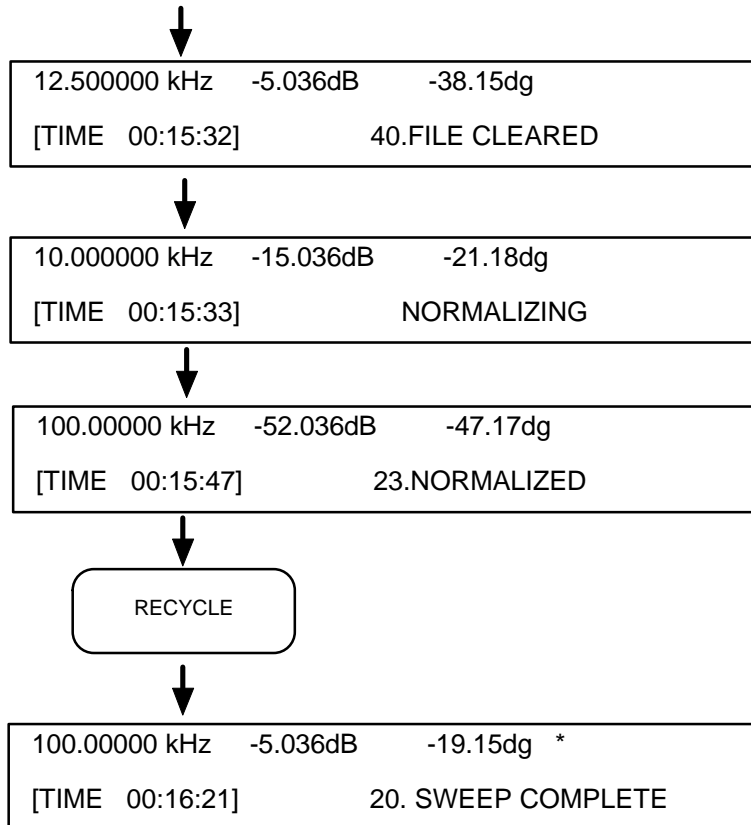 12.500000 kHz -5.036dB -38.15dg
[TIME 00:15:32] 40.FILE CLEARED
10.000000 kHz -15.036dB -21.18dg
[TIME 00:15:33] NORMALIZING
100.00000 kHz -52.036dB -47.17dg
[TIME 00:15:47] 23.NORMALIZED
RECYCLE
100.00000 kHz -5.036dB -19.15dg *
[TIME 00:16:21] 20. SWEEP COMPLETE